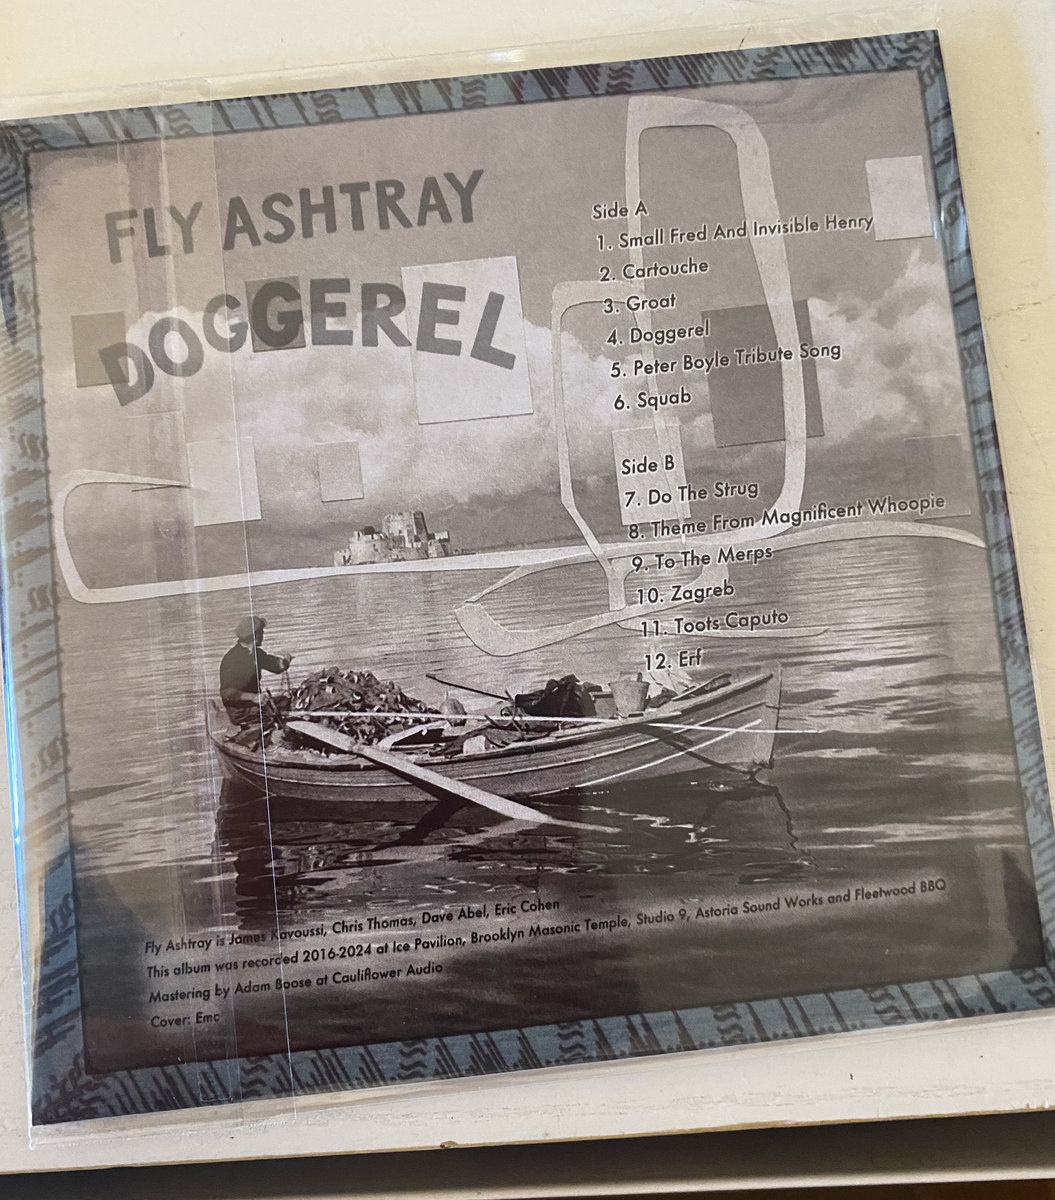 FLY ASHTRAY
DOGGEREL
Side A
1. Small Fred And Invisible Henry
2. Cartouche
3. Groat
4. Doggerel
5. Peter Boyle Tribute Song
6. Squab
Side B
7. Do The Strug
8. Theme From Magnificent Whoopie
9. To The Merps
10. Zagreb
11. Toots Caputo
12. Erf
Fly Ashtray is James Kavoussi, Chris Thomas, Dave Abel, Eric Cohen
This album was recorded 2016-2024 at Ice Pavilion, Brooklyn Masonic Temple, Studio 9, Astoria Sound Works and Fleetwood BBQ
Mastering by Adam Boose at Cauliflower Audio
Cover: Emc